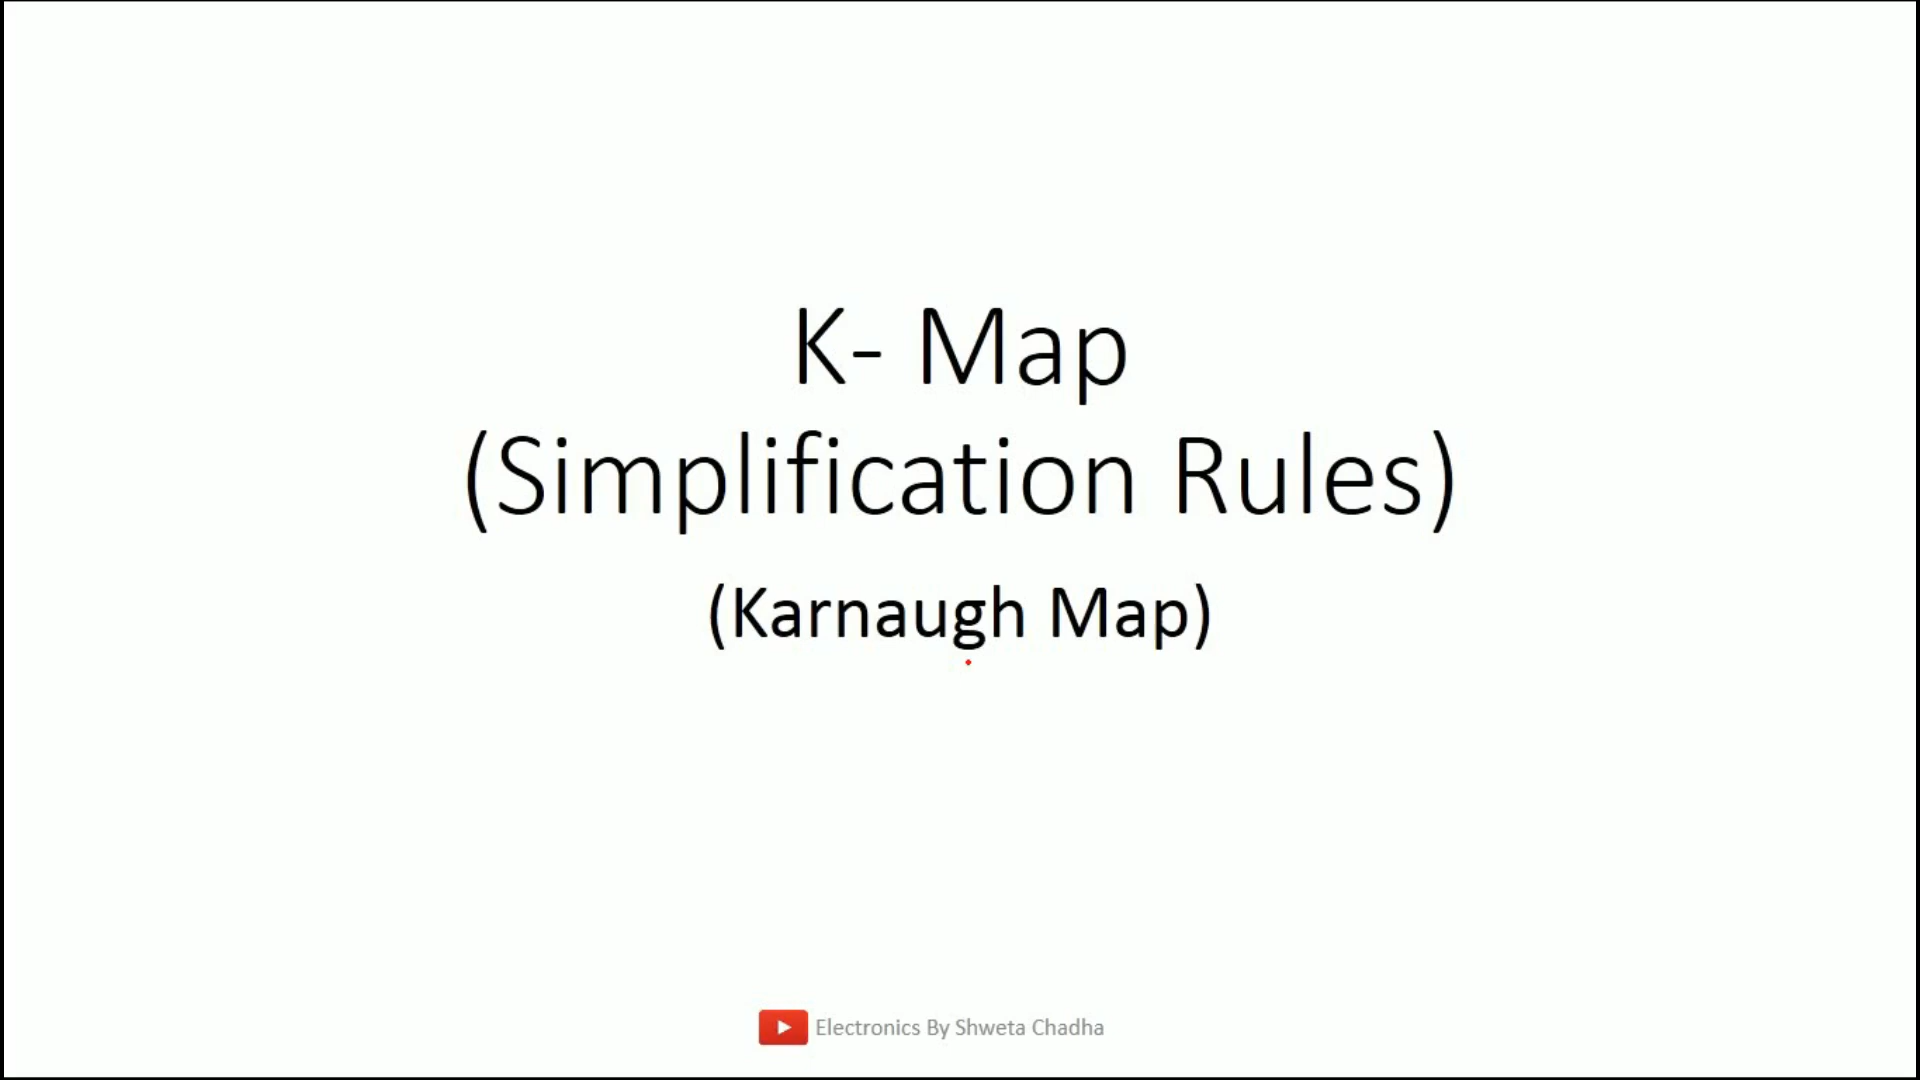 K- Map
(Simplification Rules)
(Karnaugh Map)
Electronics By Shweta Chadha